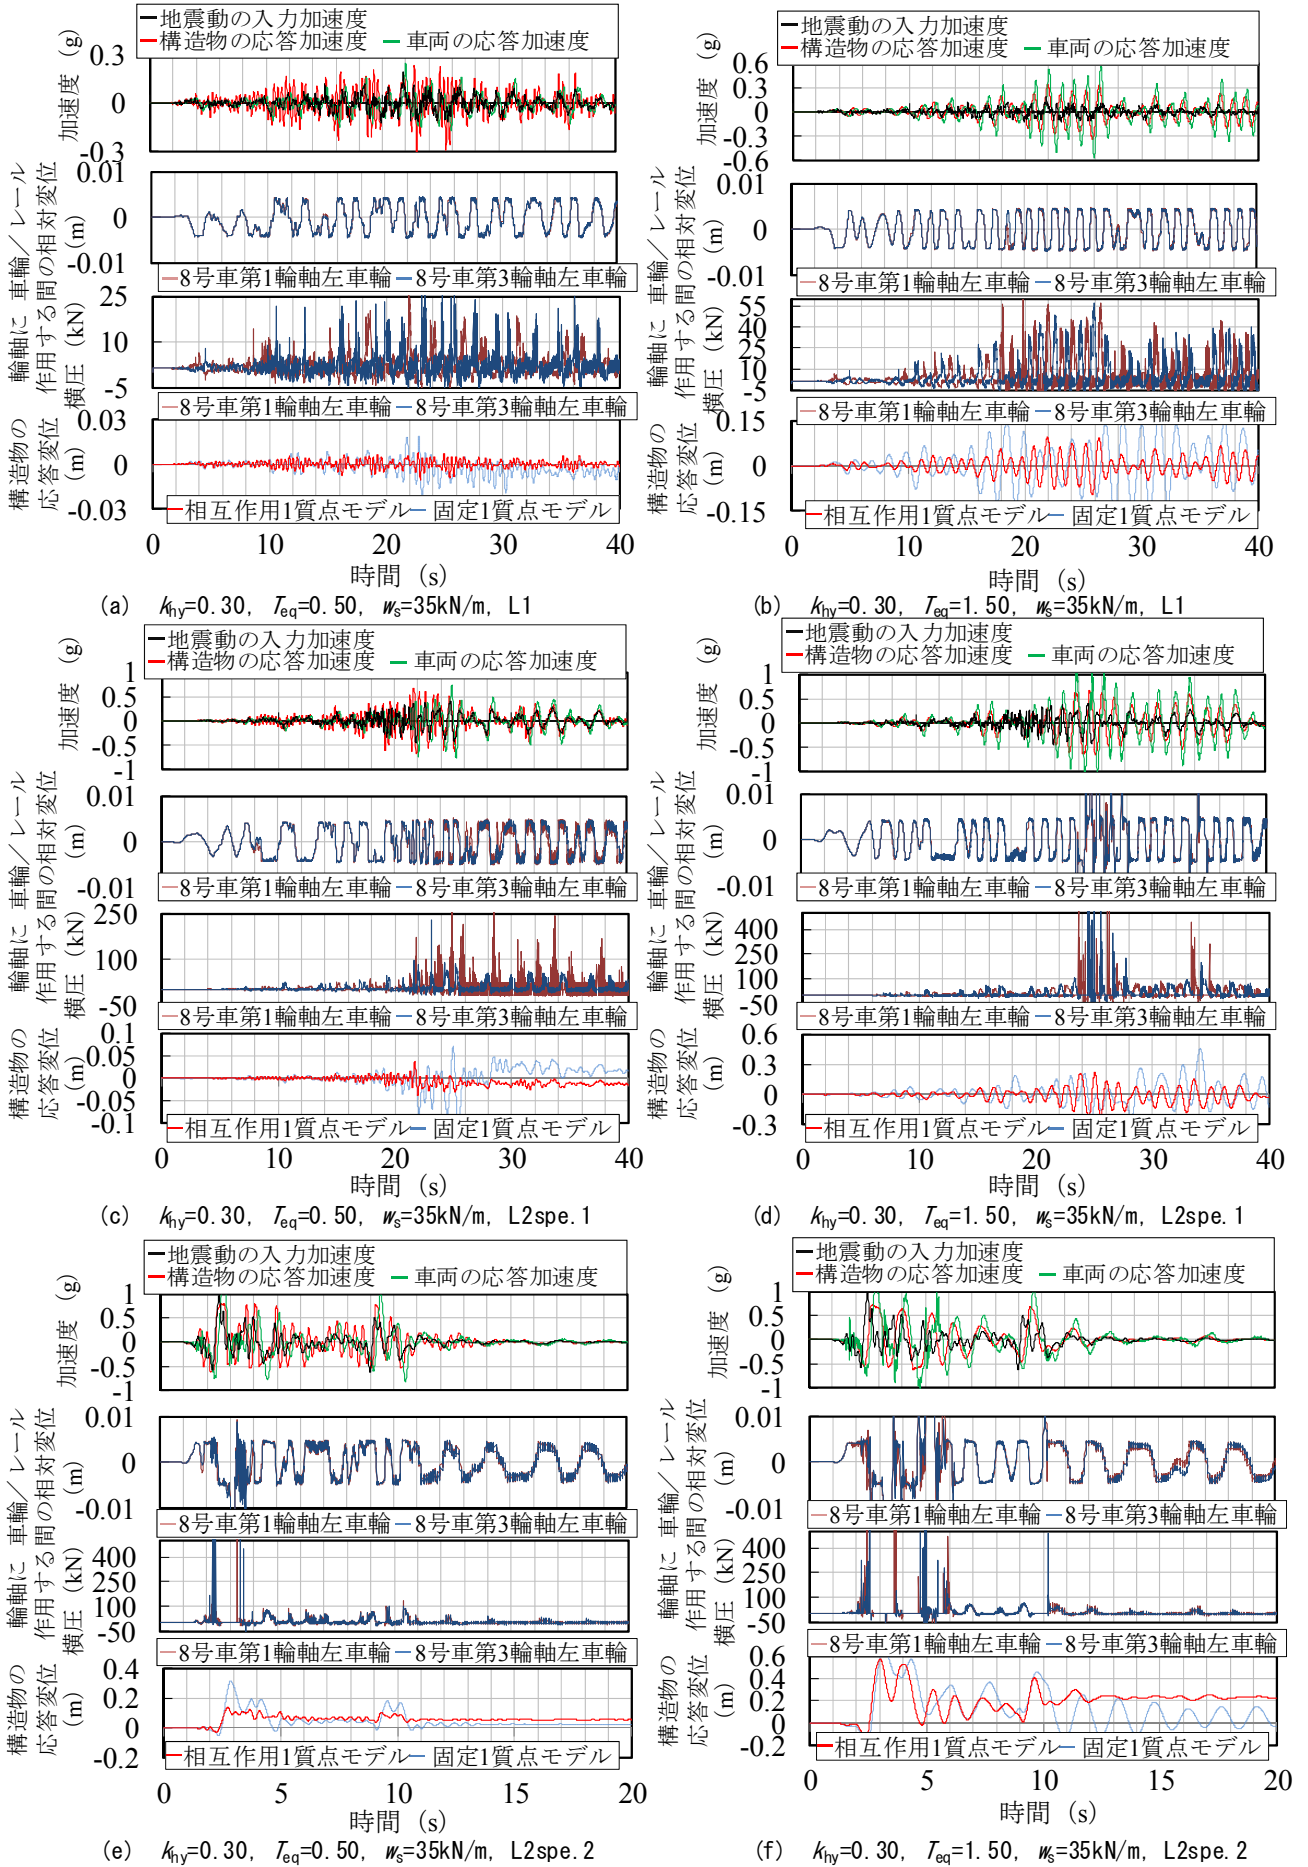 地震動の入力加速度
構造物の応答加速度 車両の応答加速度
加速度 (g)
0.3
0
-0.3
車輪/レール間の相対変位 (m)
0.01
0
-0.01
8号車第1輪軸左車輪 8号車第3輪軸左車輪
輪軸に作用する横圧 (kN)
25
10
-5
8号車第1輪軸左車輪 8号車第3輪軸左車輪
構造物の応答変位 (m)
0.03
0
-0.03
相互作用1質点モデル 固定1質点モデル
0 10 20 30 40
時間 (s)
(a) khy=0.30, Teq=0.50, ws=35kN/m, L1
地震動の入力加速度
構造物の応答加速度 車両の応答加速度
加速度 (g)
0.6
0.3
0
-0.3
-0.6
車輪/レール間の相対変位 (m)
0.01
0
-0.01
8号車第1輪軸左車輪 8号車第3輪軸左車輪
輪軸に作用する横圧 (kN)
55
40
25
10
-5
8号車第1輪軸左車輪 8号車第3輪軸左車輪
構造物の応答変位 (m)
0.15
0
-0.15
相互作用1質点モデル 固定1質点モデル
0 10 20 30 40
時間 (s)
(b) khy=0.30, Teq=1.50, ws=35kN/m, L1
地震動の入力加速度
構造物の応答加速度 車両の応答加速度
加速度 (g)
1
0.5
0
-0.5
-1
車輪/レール間の相対変位 (m)
0.01
0
-0.01
8号車第1輪軸左車輪 8号車第3輪軸左車輪
輪軸に作用する横圧 (kN)
250
100
-50
8号車第1輪軸左車輪 8号車第3輪軸左車輪
構造物の応答変位 (m)
0.1
0.05
0
-0.05
-0.1
相互作用1質点モデル 固定1質点モデル
0 10 20 30 40
時間 (s)
(c) khy=0.30, Teq=0.50, ws=35kN/m, L2spe.1
地震動の入力加速度
構造物の応答加速度 車両の応答加速度
加速度 (g)
1
0.5
0
-0.5
-1
車輪/レール間の相対変位 (m)
0.01
0
-0.01
8号車第1輪軸左車輪 8号車第3輪軸左車輪
輪軸に作用する横圧 (kN)
400
250
100
-50
8号車第1輪軸左車輪 8号車第3輪軸左車輪
構造物の応答変位 (m)
0.6
0.3
0
-0.3
相互作用1質点モデル 固定1質点モデル
0 10 20 30 40
時間 (s)
(d) khy=0.30, Teq=1.50, ws=35kN/m, L2spe.1
地震動の入力加速度
構造物の応答加速度 車両の応答加速度
加速度 (g)
1
0.5
0
-0.5
-1
車輪/レール間の相対変位 (m)
0.01
0
-0.01
8号車第1輪軸左車輪 8号車第3輪軸左車輪
輪軸に作用する横圧 (kN)
400
250
100
-50
8号車第1輪軸左車輪 8号車第3輪軸左車輪
構造物の応答変位 (m)
0.4
0.2
0
-0.2
相互作用1質点モデル 固定1質点モデル
0 5 10 15 20
時間 (s)
(e) khy=0.30, Teq=0.50, ws=35kN/m, L2spe.2
地震動の入力加速度
構造物の応答加速度 車両の応答加速度
加速度 (g)
1
0.5
0
-0.5
-1
車輪/レール間の相対変位 (m)
0.01
0
-0.01
8号車第1輪軸左車輪 8号車第3輪軸左車輪
輪軸に作用する横圧 (kN)
400
250
100
-50
8号車第1輪軸左車輪 8号車第3輪軸左車輪
構造物の応答変位 (m)
0.6
0.4
0.2
0
-0.2
相互作用1質点モデル 固定1質点モデル
0 5 10 15 20
時間 (s)
(f) khy=0.30, Teq=1.50, ws=35kN/m, L2spe.2